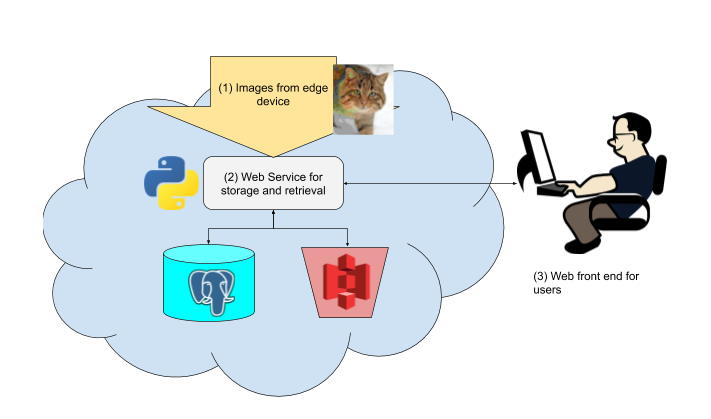 (1) Images from edge
device
(2) Web Service for
storage and retrieval
(3) Web front end for
users